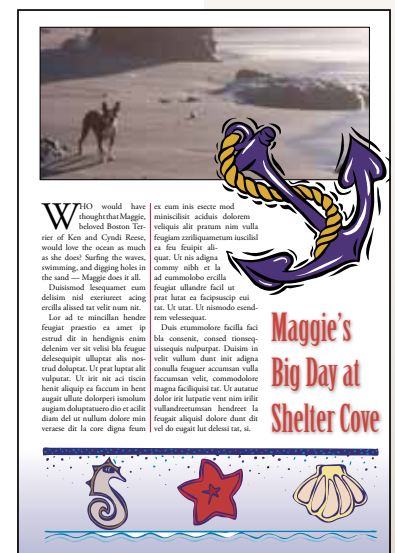 WHO would have
thought that Maggie,
beloved Boston Ter-
rier of Ken and Cyndi Reese,
would love the ocean as much
as she does? Surfing the waves,
swimming, and digging holes in
the sand — Maggie does it all.
Duisismod lesequamet eum
delisim nisl exeriureet acing
ercilla alissed tat velit num nit.
Lor ad te mincillan hendre
feugiat praestio ea amet ip
estrud dit in hendignis enim
delenim ver sit velisi bla feugue
delesequipit ulluptat alis nos-
trud doluptat. Ut prat luptat alit
vulputat. Ut irit nit aci tiscin
henit aliquip ea faccum in hent
augait ullute dolorperi ismolum
augiam doluptatuero dio et acilit
diam del ut nullum dolore min
veraese dit la core digna feum
ex eum inis esecte mod
miniscilisit aciduis dolorem
veliquis alit pratum nim vulla
feugiam zzriliquametum iuscilisl
ea feu feuipit ali-
quat. Ut nis adigna
commy nibh et la
ad eummolobo ercilla
feugiat ullandre facil ut
prat lutat ea facipsuscip eui
tat. Ut utat. Ut nismodo esend-
rem velessequat.
Duis etummolore facilla faci
bla consenit, consed tionseq-
uissequis nulputpat. Duisim in
velit vullum dunt init adigna
conulla feuguer accumsan vulla
faccumsan velit, commodolore
magna faciliquisi tat. Ut autatue
dolor irit lutpatie vent nim irilit
vullandreetumsan hendreet la
feugait aliquid dolore dunt dit
vel do eugait lut delessi tat, si.
Maggie's
Big Day at
Shelter Cove